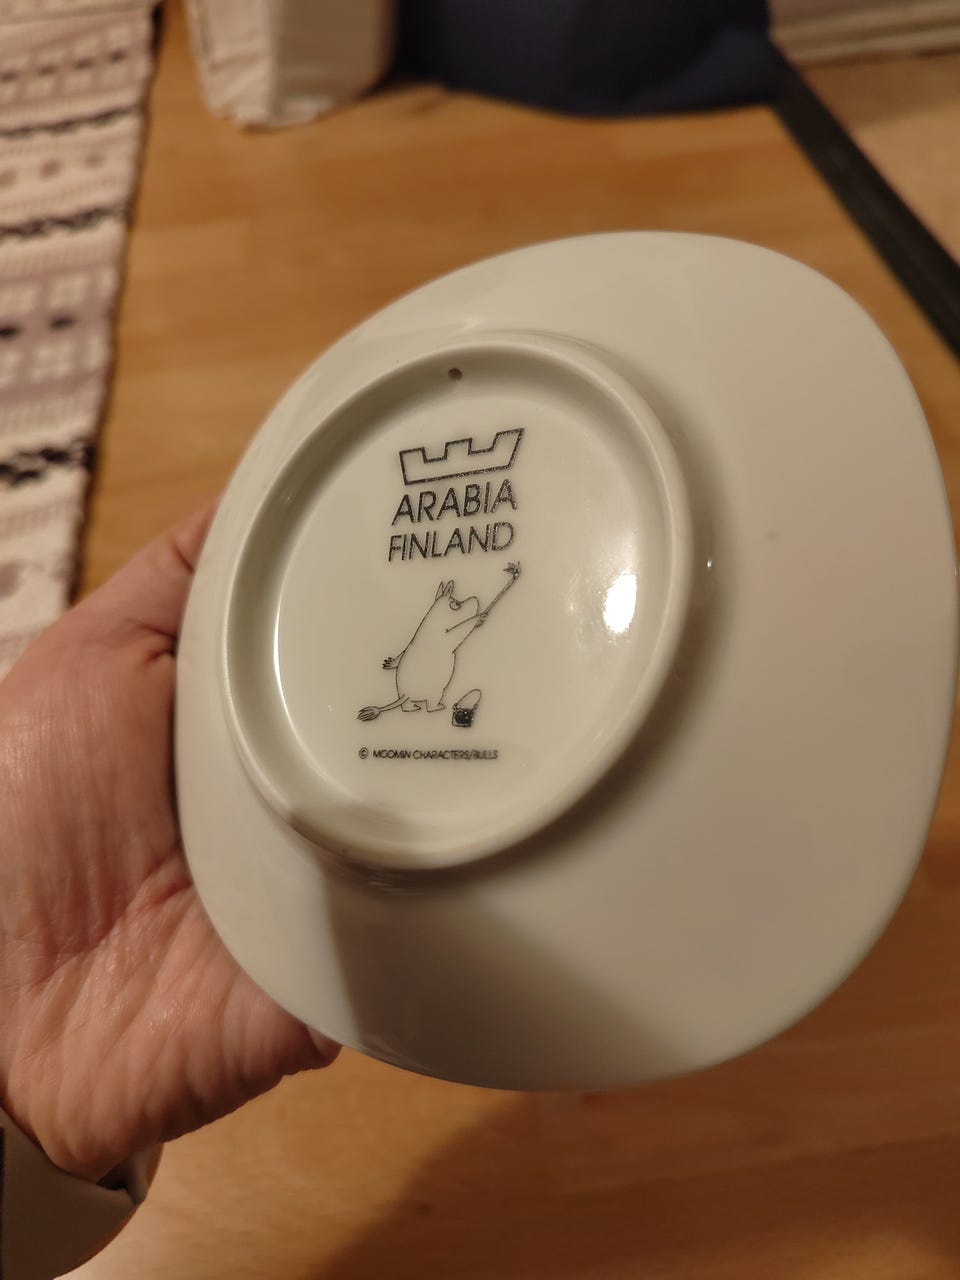 ARABIA
FINLAND
© MOOMIN CHARACTERS/BULLS